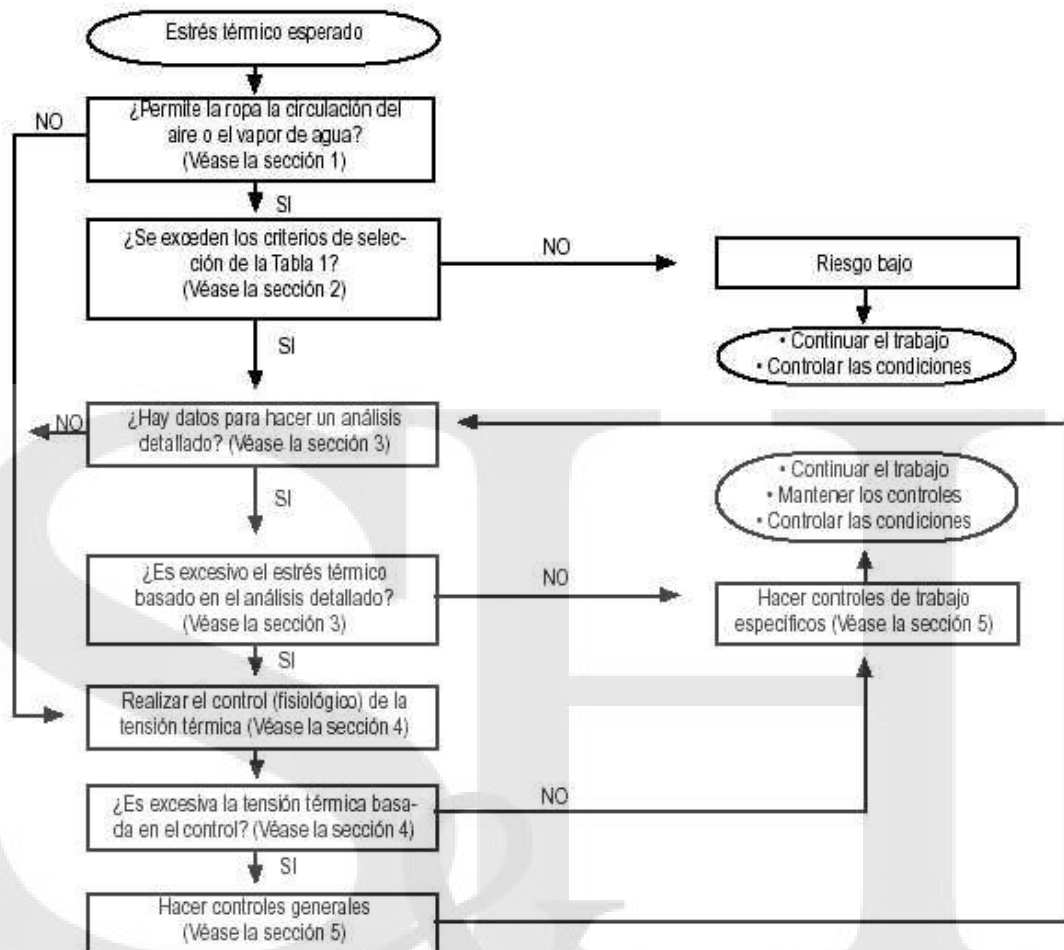 Estrés térmico esperado
NO
¿Permite la ropa la circulación del
aire o el vapor de agua?
(Véase la sección 1)
SI
¿Se exceden los criterios de selec-
ción de la Tabla 1?
(Véase la sección 2)
NO
Riesgo bajo
SI
• Continuar el trabajo
• Controlar las condiciones
NO
¿Hay datos para hacer un análisis
detallado? (Véase la sección 3)
SI
• Continuar el trabajo
• Mantener los controles
• Controlar las condiciones
¿Es excesivo el estrés térmico
basado en el análisis detallado?
(Véase la sección 3)
NO
Hacer controles de trabajo
específicos (Véase la sección 5)
SI
Realizar el control (fisiológico) de la
tensión térmica (Véase la sección 4)
¿Es excesiva la tensión térmica basa-
da en el control? (Véase la sección 4)
NO
SI
Hacer controles generales
(Véase la sección 5)
SH
&